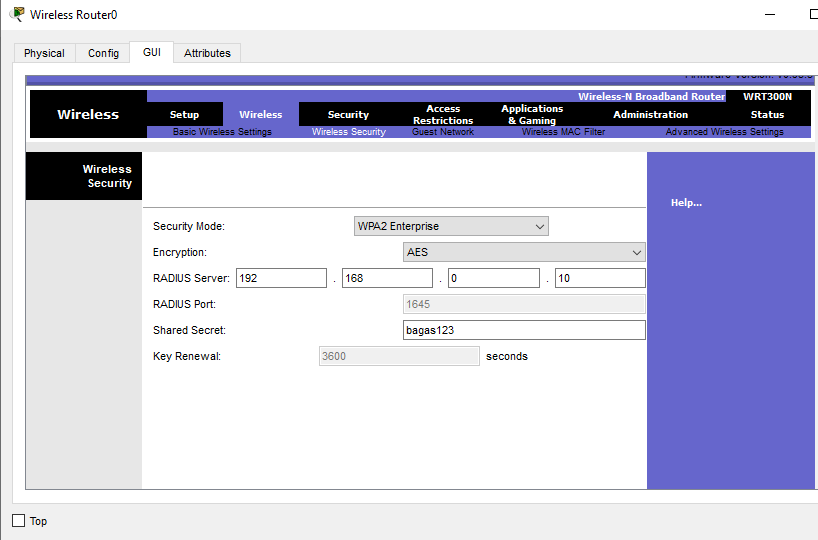 Wireless Router0
Physical Config GUI Attributes
Wireless-N Broadband Router WRT300N
Wireless
Setup Wireless Security Access Restrictions Applications & Gaming Administration Status
Basic Wireless Settings Wireless Security Guest Network Wireless MAC Filter Advanced Wireless Settings
Wireless Security
Help...
Security Mode: WPA2 Enterprise
Encryption: AES
RADIUS Server: 192 . 168 . 0 . 10
RADIUS Port: 1645
Shared Secret: bagas123
Key Renewal: 3600 seconds
Top